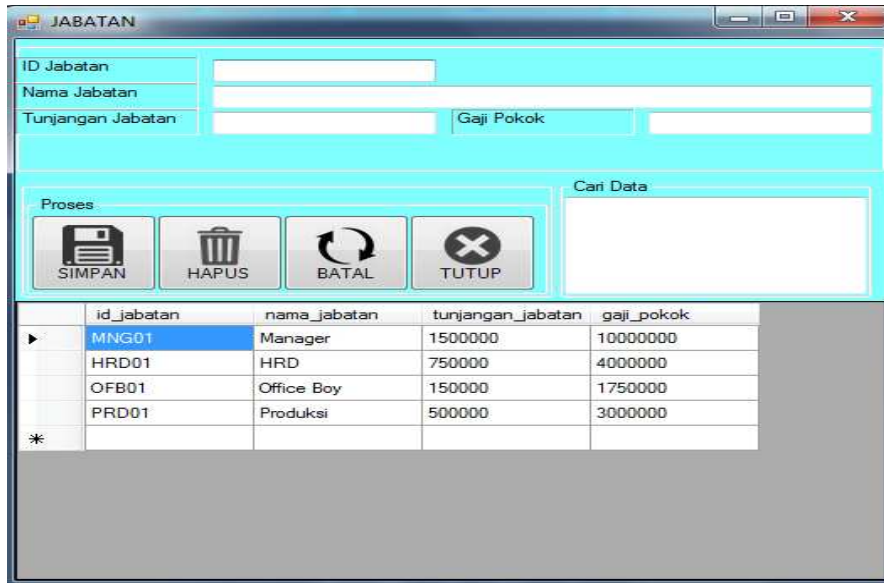 JABATAN
ID Jabatan
Nama Jabatan
Tunjangan Jabatan Gaji Pokok
Proses
Cari Data
SIMPAN HAPUS BATAL TUTUP
id_jabatan nama_jabatan tunjangan_jabatan gaji_pokok
MNG01 Manager 1500000 10000000
HRD01 HRD 750000 4000000
OFB01 Office Boy 150000 1750000
PRD01 Produksi 500000 3000000